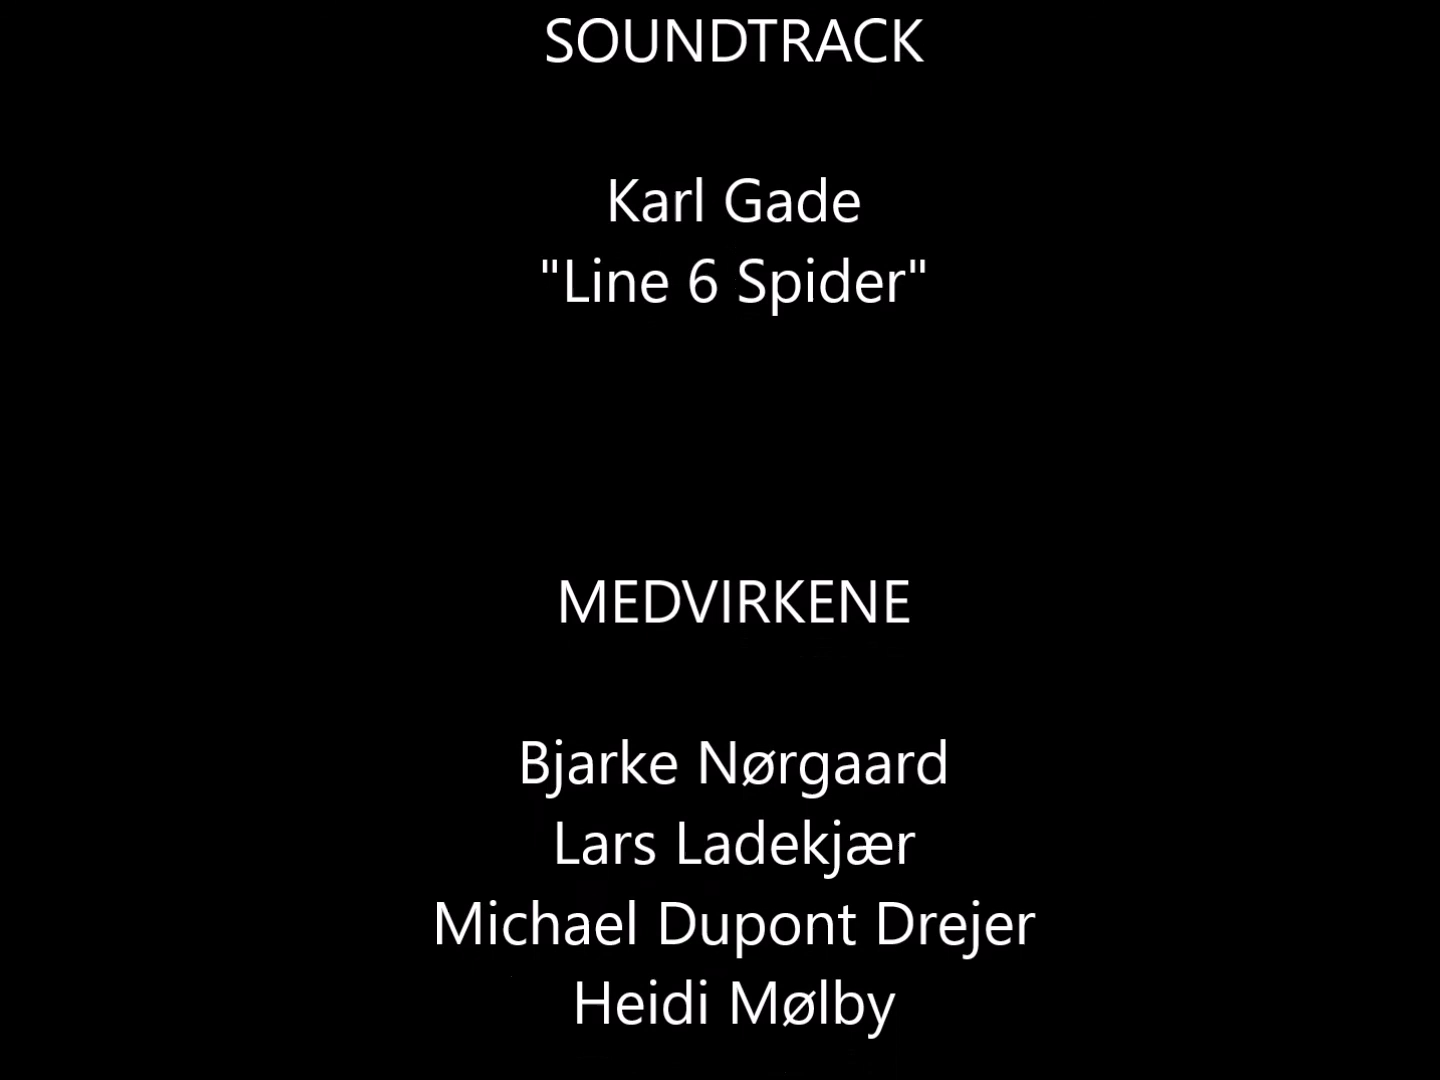 SOUNDTRACK
Karl Gade
"Line 6 Spider"
MEDVIRKENE
Bjarke Nørgaard
Lars Ladekjær
Michael Dupont Drejer
Heidi Mølby